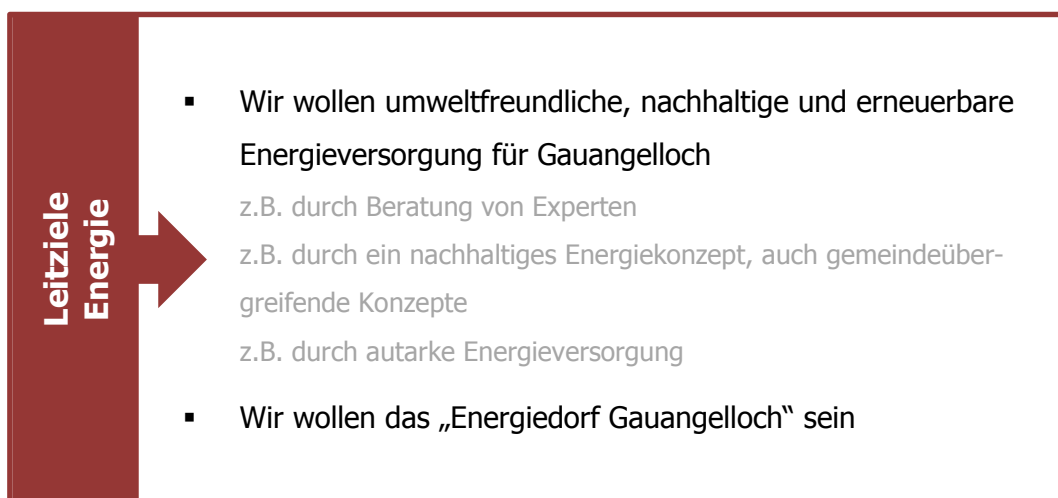 Leitziele
Energie
▪ Wir wollen umweltfreundliche, nachhaltige und erneuerbare
Energieversorgung für Gauangelloch
z.B. durch Beratung von Experten
z.B. durch ein nachhaltiges Energiekonzept, auch gemeindeüber-
greifende Konzepte
z.B. durch autarke Energieversorgung
▪ Wir wollen das „Energiedorf Gauangelloch“ sein